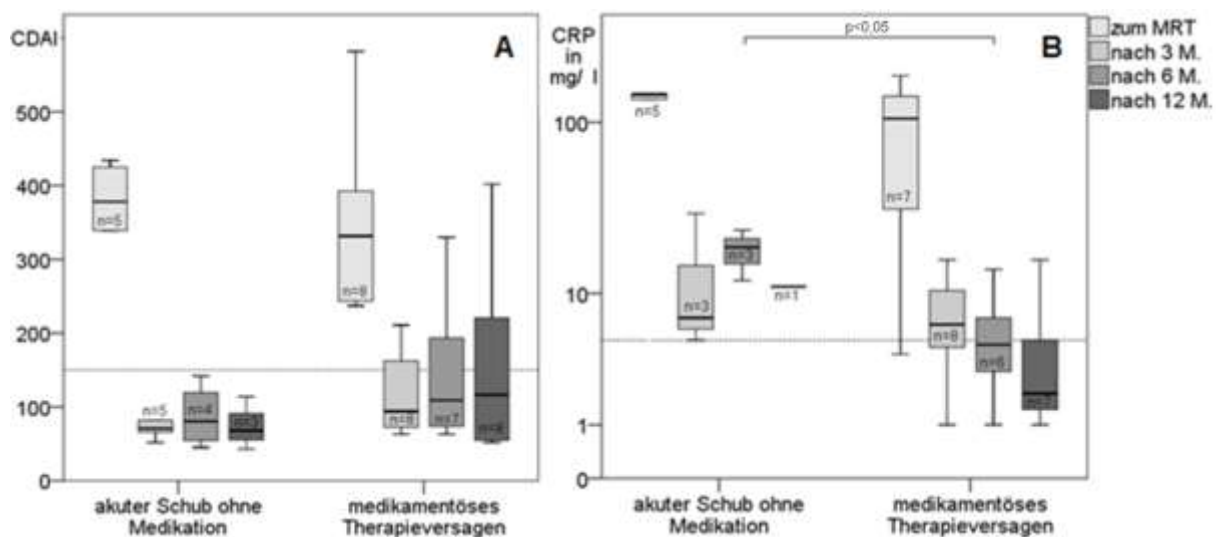 CDAI
A
500
400
300
200
100
0
n=5
n=5
n=4
n=8
n=7
akuter Schub ohne
Medikation
medikamentöses
Therapieversagen
CRP
in
mg/ l
B
p<0,05
100
10
1
0
n=5
n=3
n=3
n=1
n=7
n=8
n=6
akuter Schub ohne
Medikation
medikamentöses
Therapieversagen
zum MRT
nach 3 M.
nach 6 M.
nach 12 M.